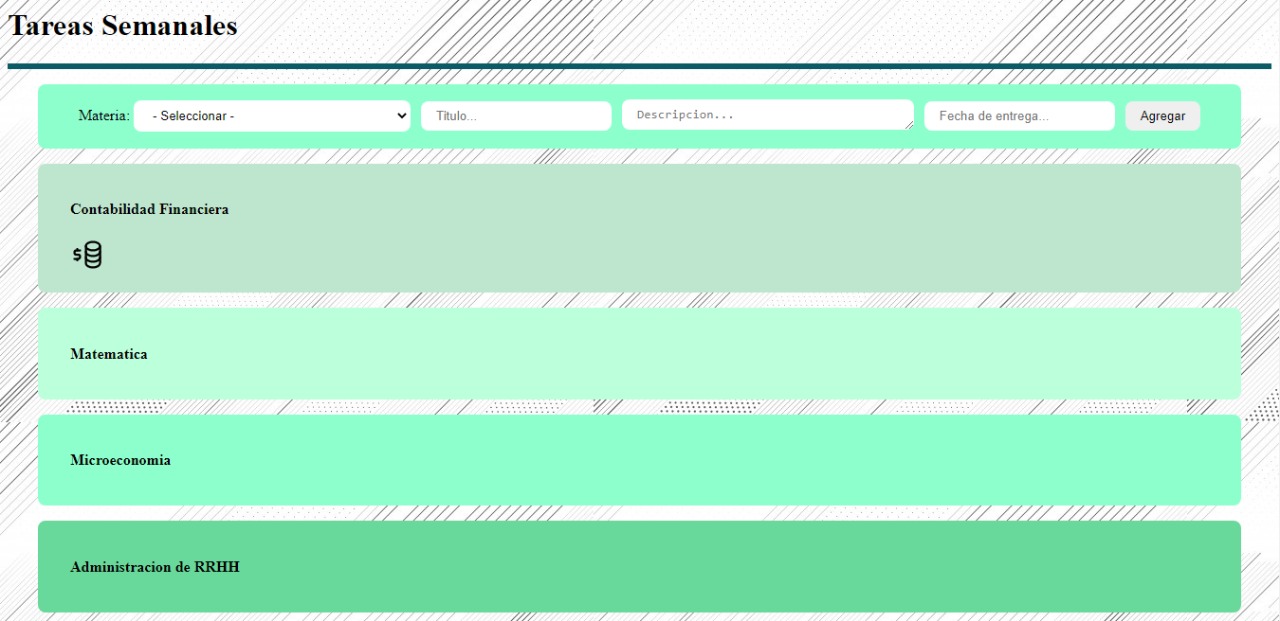 Tareas Semanales
Materia: - Seleccionar - Titulo... Descripcion... Fecha de entrega... Agregar
Contabilidad Financiera
$
Matematica
Microeconomia
Administracion de RRHH